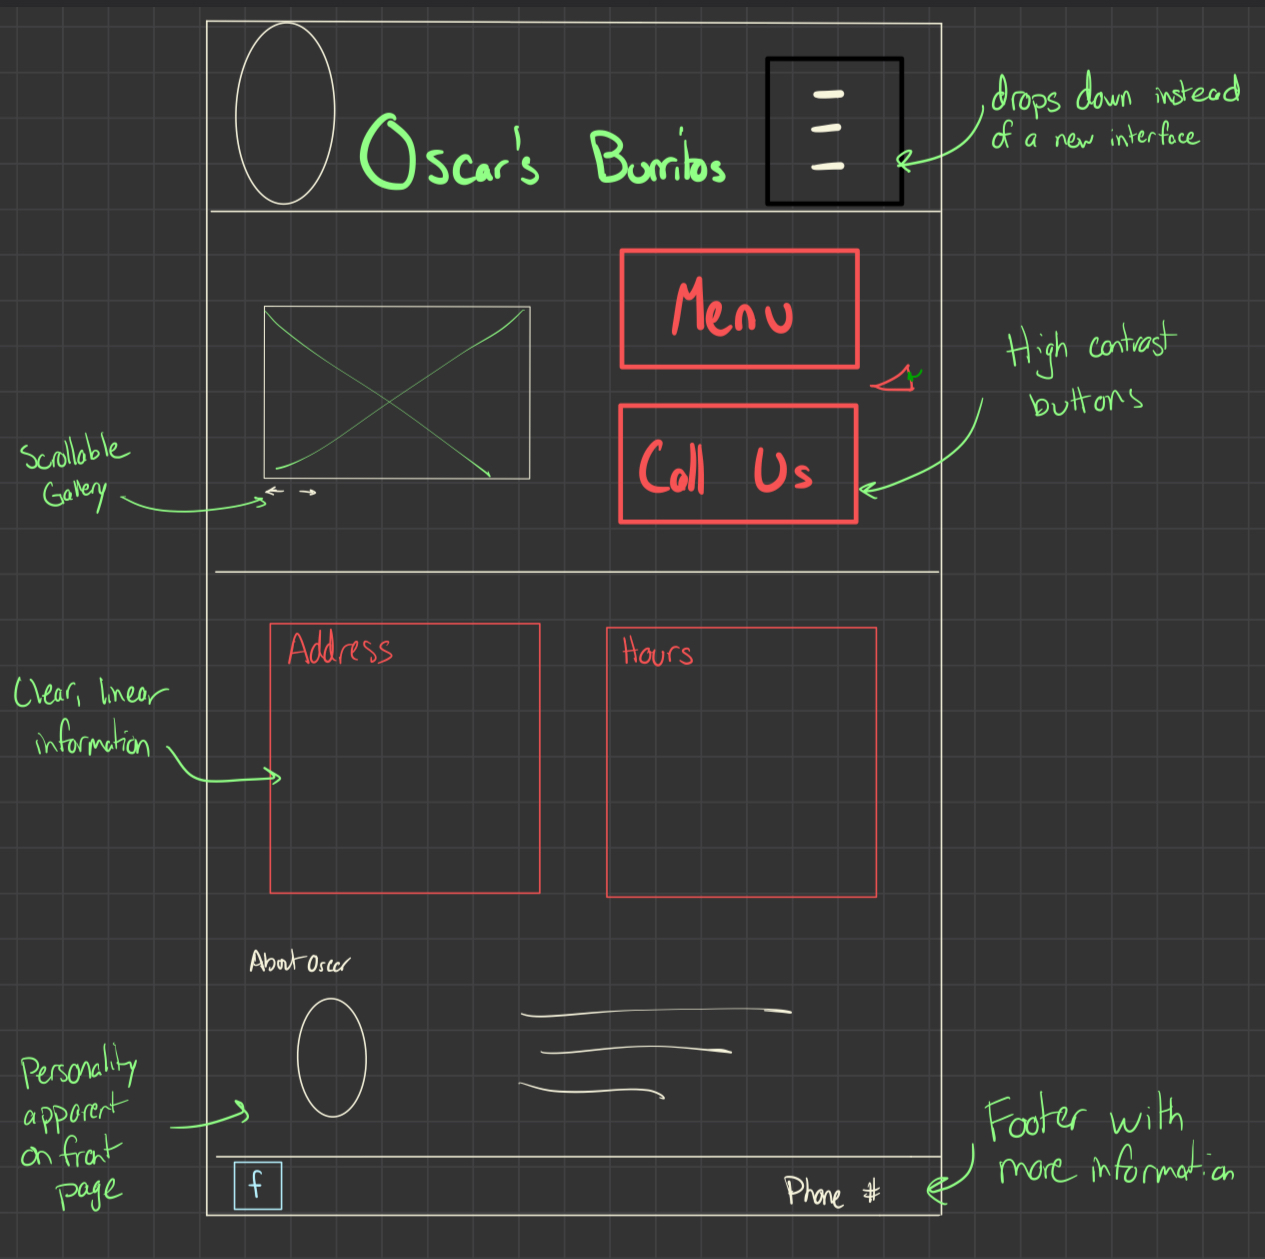 Oscar's Burritos
drops down instead
of a new interface
Menu
High contrast
buttons
Call Us
Scrollable
Gallery
Address
Hours
Clear, linear
information
About Oscar
Personality
apparent
on front
page
Footer with
more information
f
Phone #